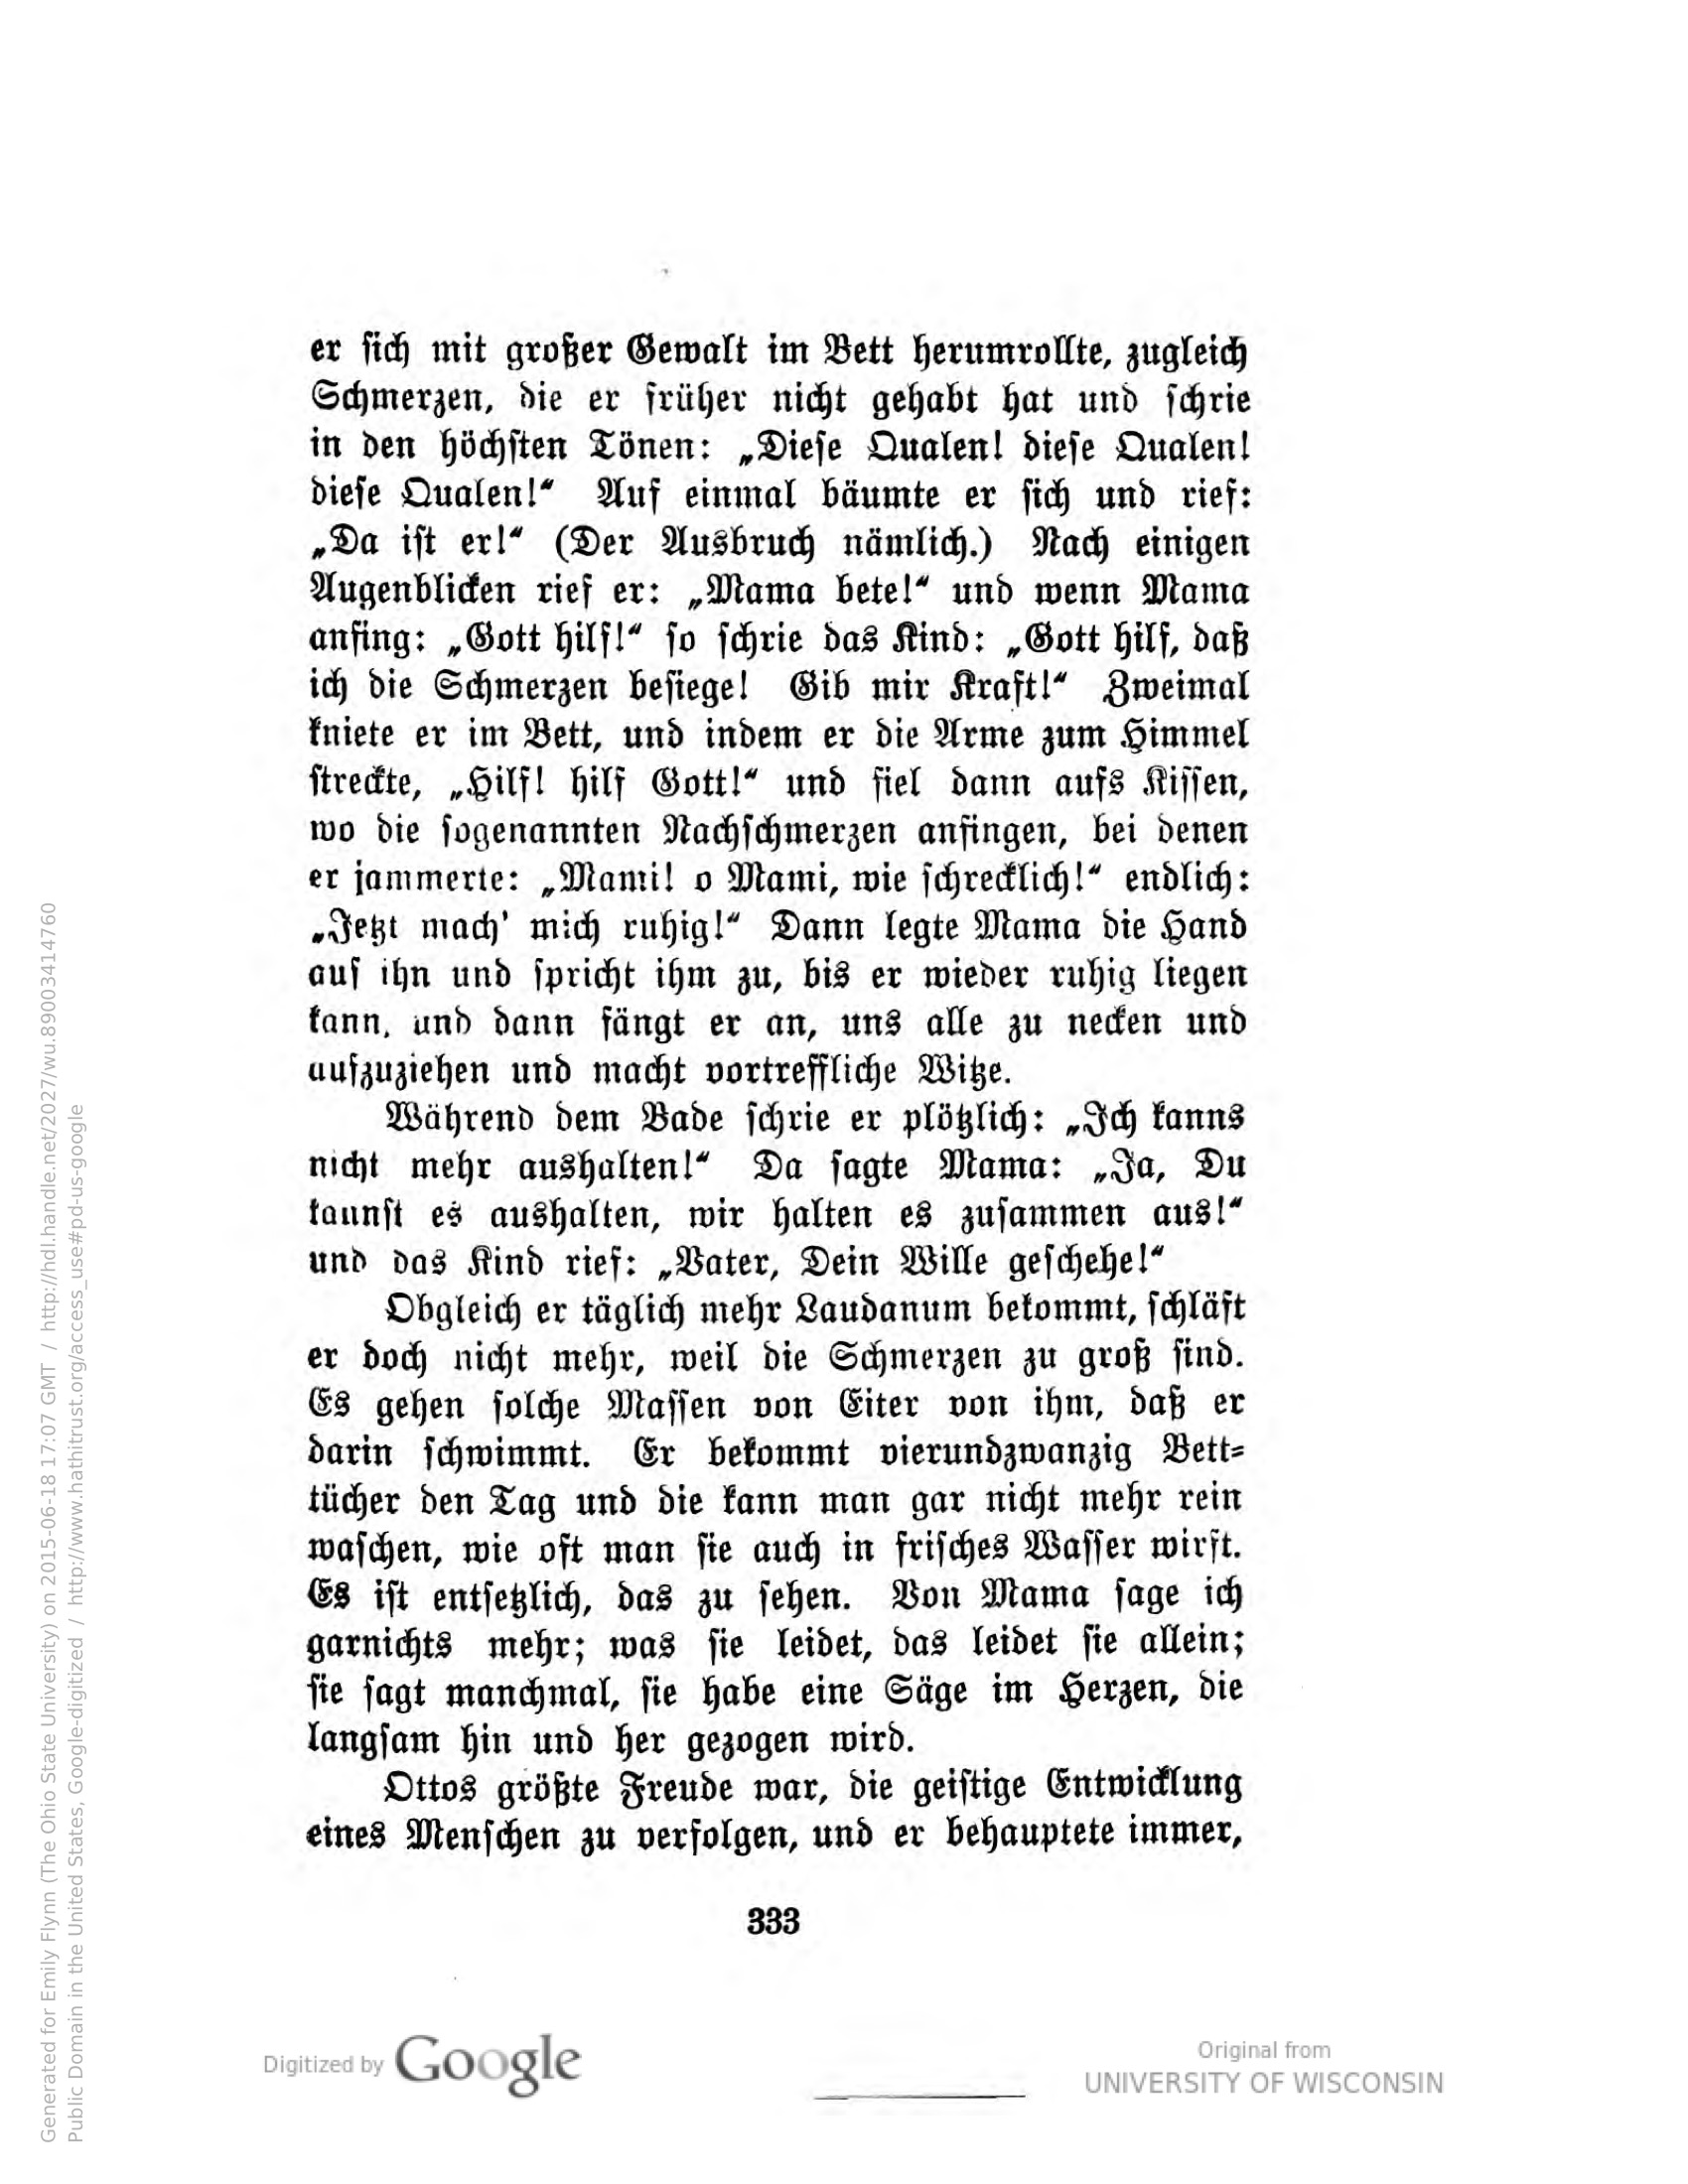 er sich mit großer Gewalt im Bett herumrollte, zugleich
Schmerzen, die er früher nicht gehabt hat und schrie
in den höchsten Tönen: „Diese Qualen! diese Qualen!
diese Qualen!“ Auf einmal bäumte er sich und rief:
„Da ist er!“ (Der Ausbruch nämlich.) Nach einigen
Augenblicken rief er: „Mama bete!“ und wenn Mama
anfing: „Gott hilf!“ so schrie das Kind: „Gott hilf, daß
ich die Schmerzen besiege! Gib mir Kraft!“ Zweimal
kniete er im Bett, und indem er die Arme zum Himmel
streckte, „Hilf! hilf Gott!“ und fiel dann aufs Kissen,
wo die sogenannten Nachschmerzen anfingen, bei denen
er jammerte: „Mami! o Mami, wie schrecklich!“ endlich:
„Jetzt mach' mich ruhig!“ Dann legte Mama die Hand
auf ihn und spricht ihm zu, bis er wieder ruhig liegen
kann, und dann fängt er an, uns alle zu necken und
aufzuziehen und macht vortreffliche Witze.
Während dem Bade schrie er plötzlich: „Ich kanns
nicht mehr aushalten!“ Da sagte Mama: „Ja, Du
kannst es aushalten, wir halten es zusammen aus!“
und das Kind rief: „Vater, Dein Wille geschehe!“
Obgleich er täglich mehr Laudanum bekommt, schläft
er doch nicht mehr, weil die Schmerzen zu groß sind.
Es gehen solche Massen von Eiter von ihm, daß er
darin schwimmt. Er bekommt vierundzwanzig Bett-
tücher den Tag und die kann man gar nicht mehr rein
waschen, wie oft man sie auch in frisches Wasser wirft.
Es ist entsetzlich, das zu sehen. Von Mama sage ich
garnichts mehr; was sie leidet, das leidet sie allein;
sie sagt manchmal, sie habe eine Säge im Herzen, die
langsam hin und her gezogen wird.
Ottos größte Freude war, die geistige Entwicklung
eines Menschen zu verfolgen, und er behauptete immer,
333
Digitized by Google
Original from
UNIVERSITY OF WISCONSIN
Generated for Emily Flynn (The Ohio State University) on 2015-06-18 17:07 GMT / http://hdl.handle.net/2027/wu.89003414760
Public Domain in the United States, Google-digitized / http://www.hathitrust.org/access_use#pd-us-google